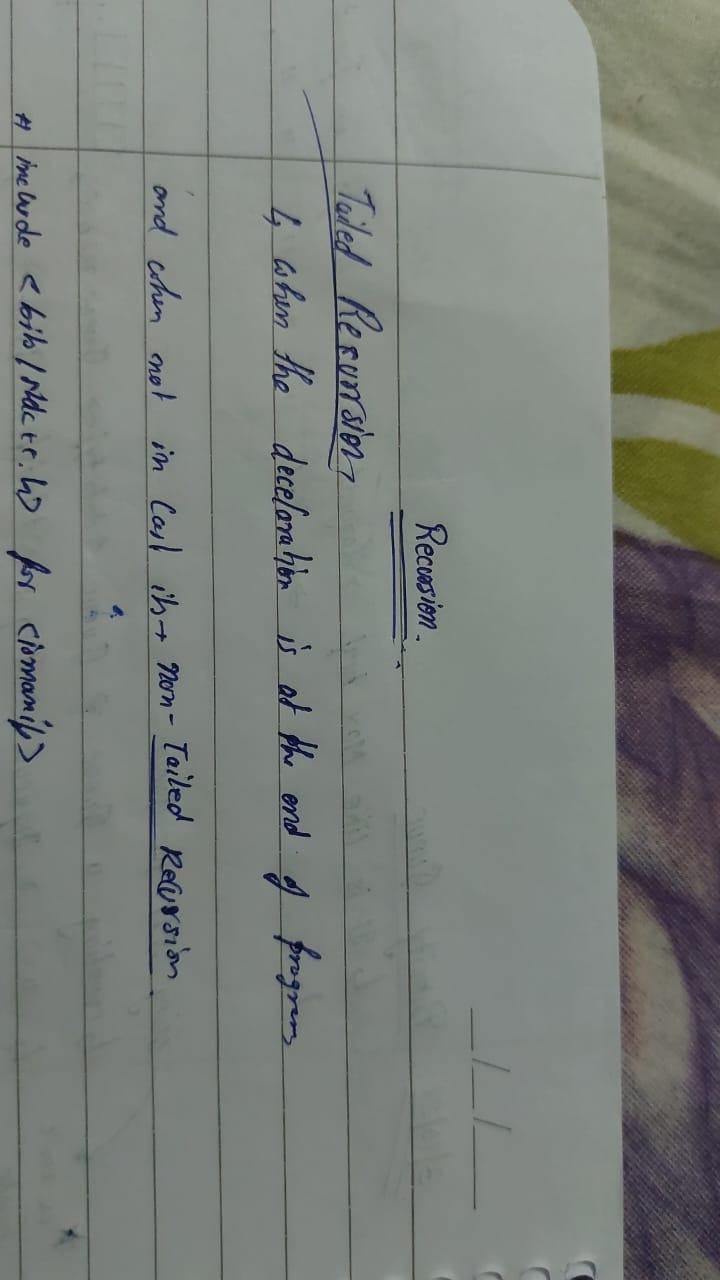 Recursion.
Tailed Recursion
↳ when the decelaration is at the end of program
and when not in last its → non-Tailed Recursion
# include <bits/stdc++.h> for <iomanip>